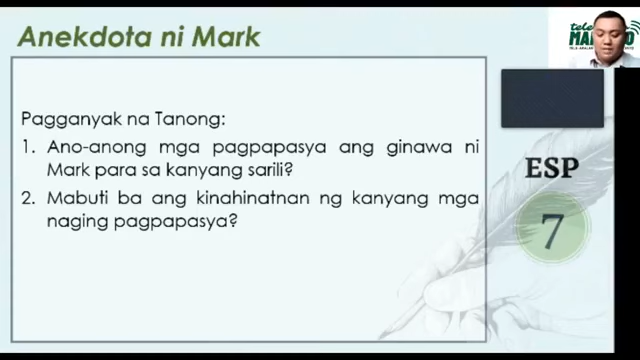 Anekdota ni Mark
Pagganyak na Tanong:
1. Ano-anong mga pagpapasya ang ginawa ni
Mark para sa kanyang sarili?
2. Mabuti ba ang kinahinatnan ng kanyang mga
naging pagpapasya?
tele
ESP
7